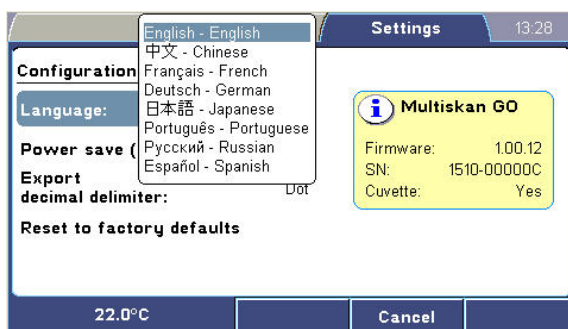 Settings
13:28
English - English
中文 - Chinese
Français - French
Deutsch - German
日本語 - Japanese
Português - Portuguese
Русский - Russian
Español - Spanish
Configuration
Language:
Power save (
Export
decimal delimiter:
Dot
Reset to factory defaults
Multiskan GO
Firmware: 1.00.12
SN: 1510-00000C
Cuvette: Yes
22.0°C
Cancel